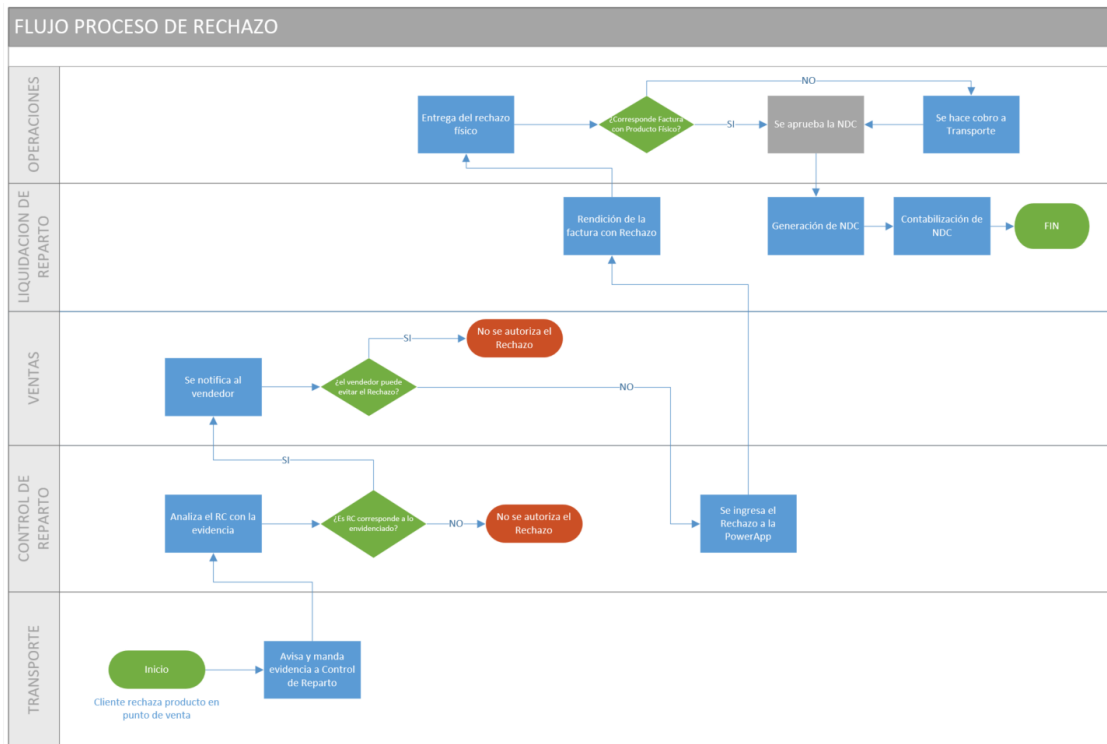 FLUJO PROCESO DE RECHAZO
OPERACIONES
Entrega del rechazo
físico
¿Corresponde Factura
con Producto Físico?
NO
SI
Se aprueba la NDC
Se hace cobro a
Transporte
LIQUIDACION DE
REPARTO
Rendición de la
factura con Rechazo
Generación de NDC
Contabilización de
NDC
FIN
VENTAS
Se notifica al
vendedor
¿el vendedor puede
evitar el Rechazo?
SI
No se autoriza el
Rechazo
NO
CONTROL DE
REPARTO
SI
Analiza el RC con la
evidencia
¿Es RC corresponde a lo
envidenciado?
NO
No se autoriza el
Rechazo
Se ingresa el
Rechazo a la
PowerApp
TRANSPORTE
Inicio
Cliente rechaza producto en
punto de venta
Avisa y manda
evidencia a Control
de Reparto